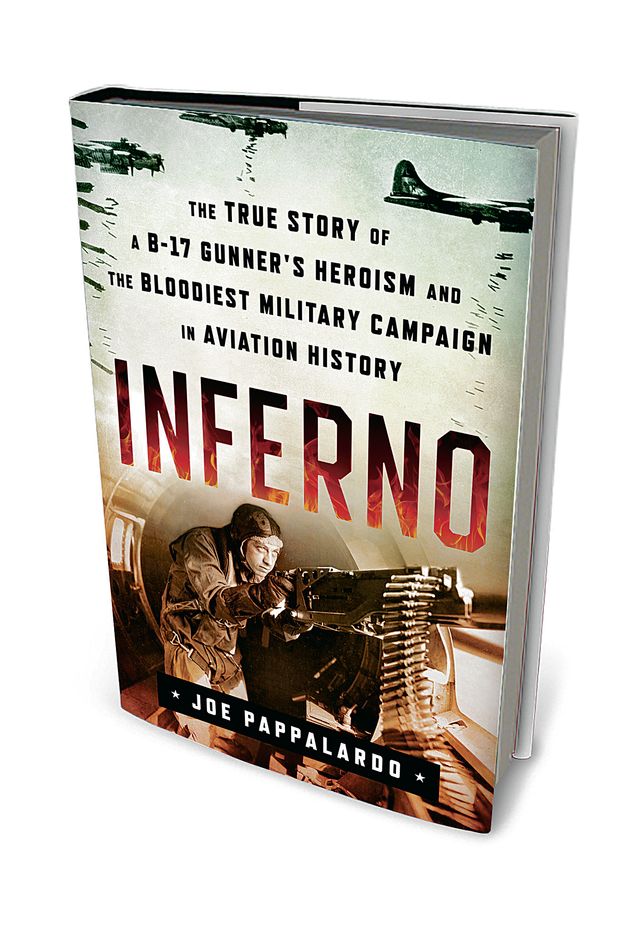 THE TRUE STORY OF
A B-17 GUNNER'S HEROISM AND
THE BLOODIEST MILITARY CAMPAIGN
IN AVIATION HISTORY
INFERNO
★ JOE PAPPALARDO ★